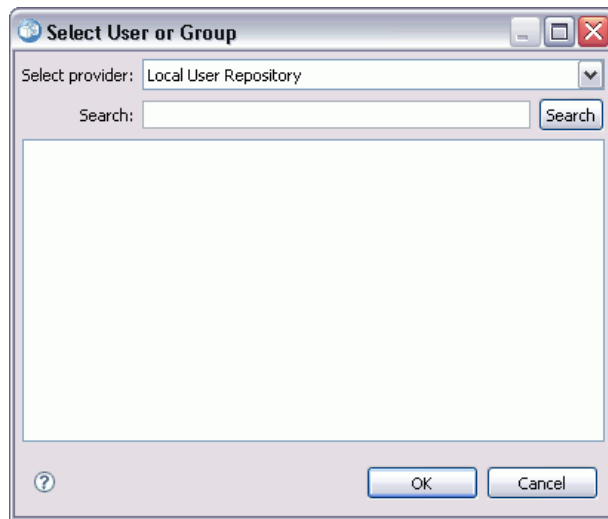 Select User or Group
Select provider: Local User Repository
Search: Search
?
OK Cancel